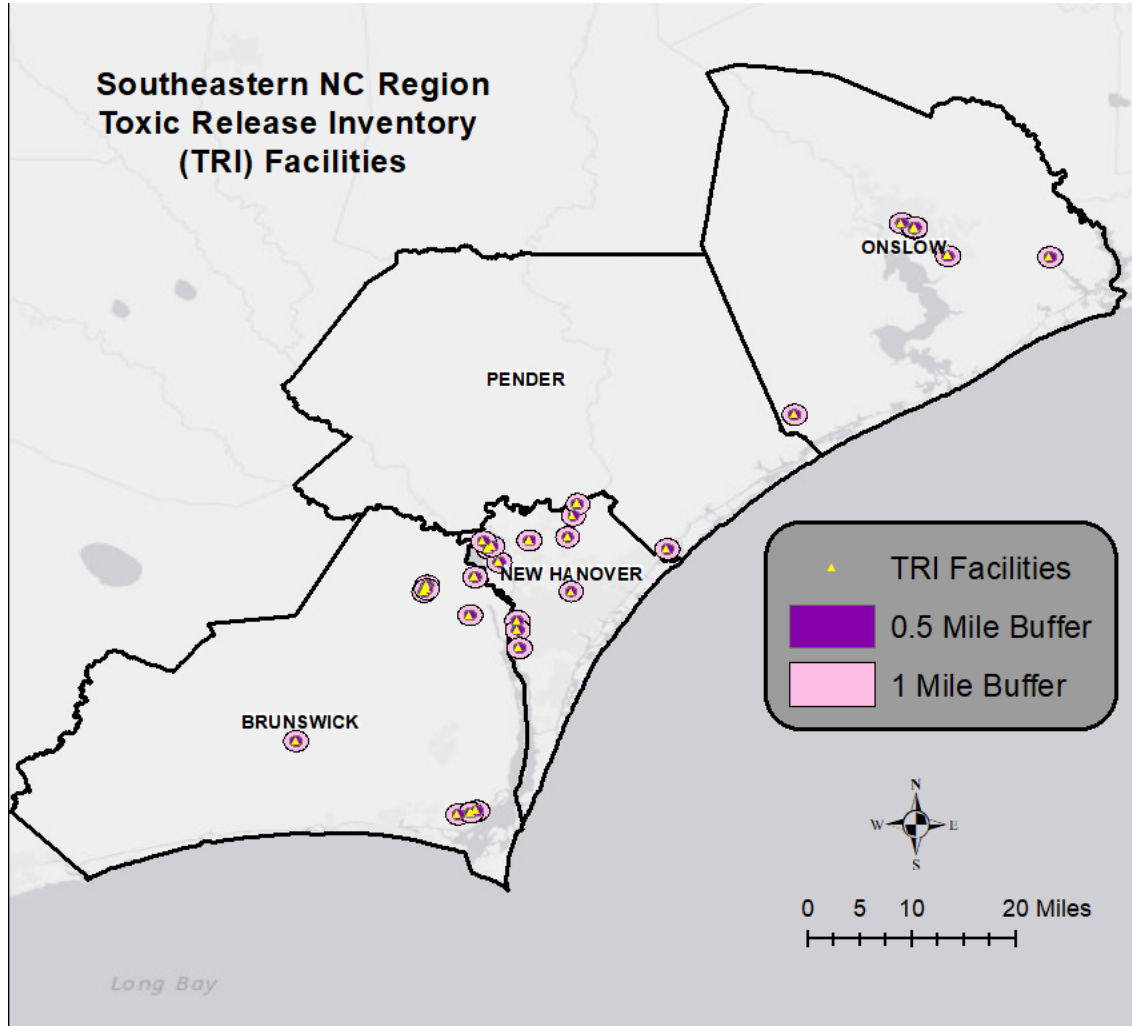 Southeastern NC Region
Toxic Release Inventory
(TRI) Facilities
ONSLOW
PENDER
NEW HANOVER
BRUNSWICK
TRI Facilities
0.5 Mile Buffer
1 Mile Buffer
N
W E
S
0 5 10 20 Miles
Long Bay